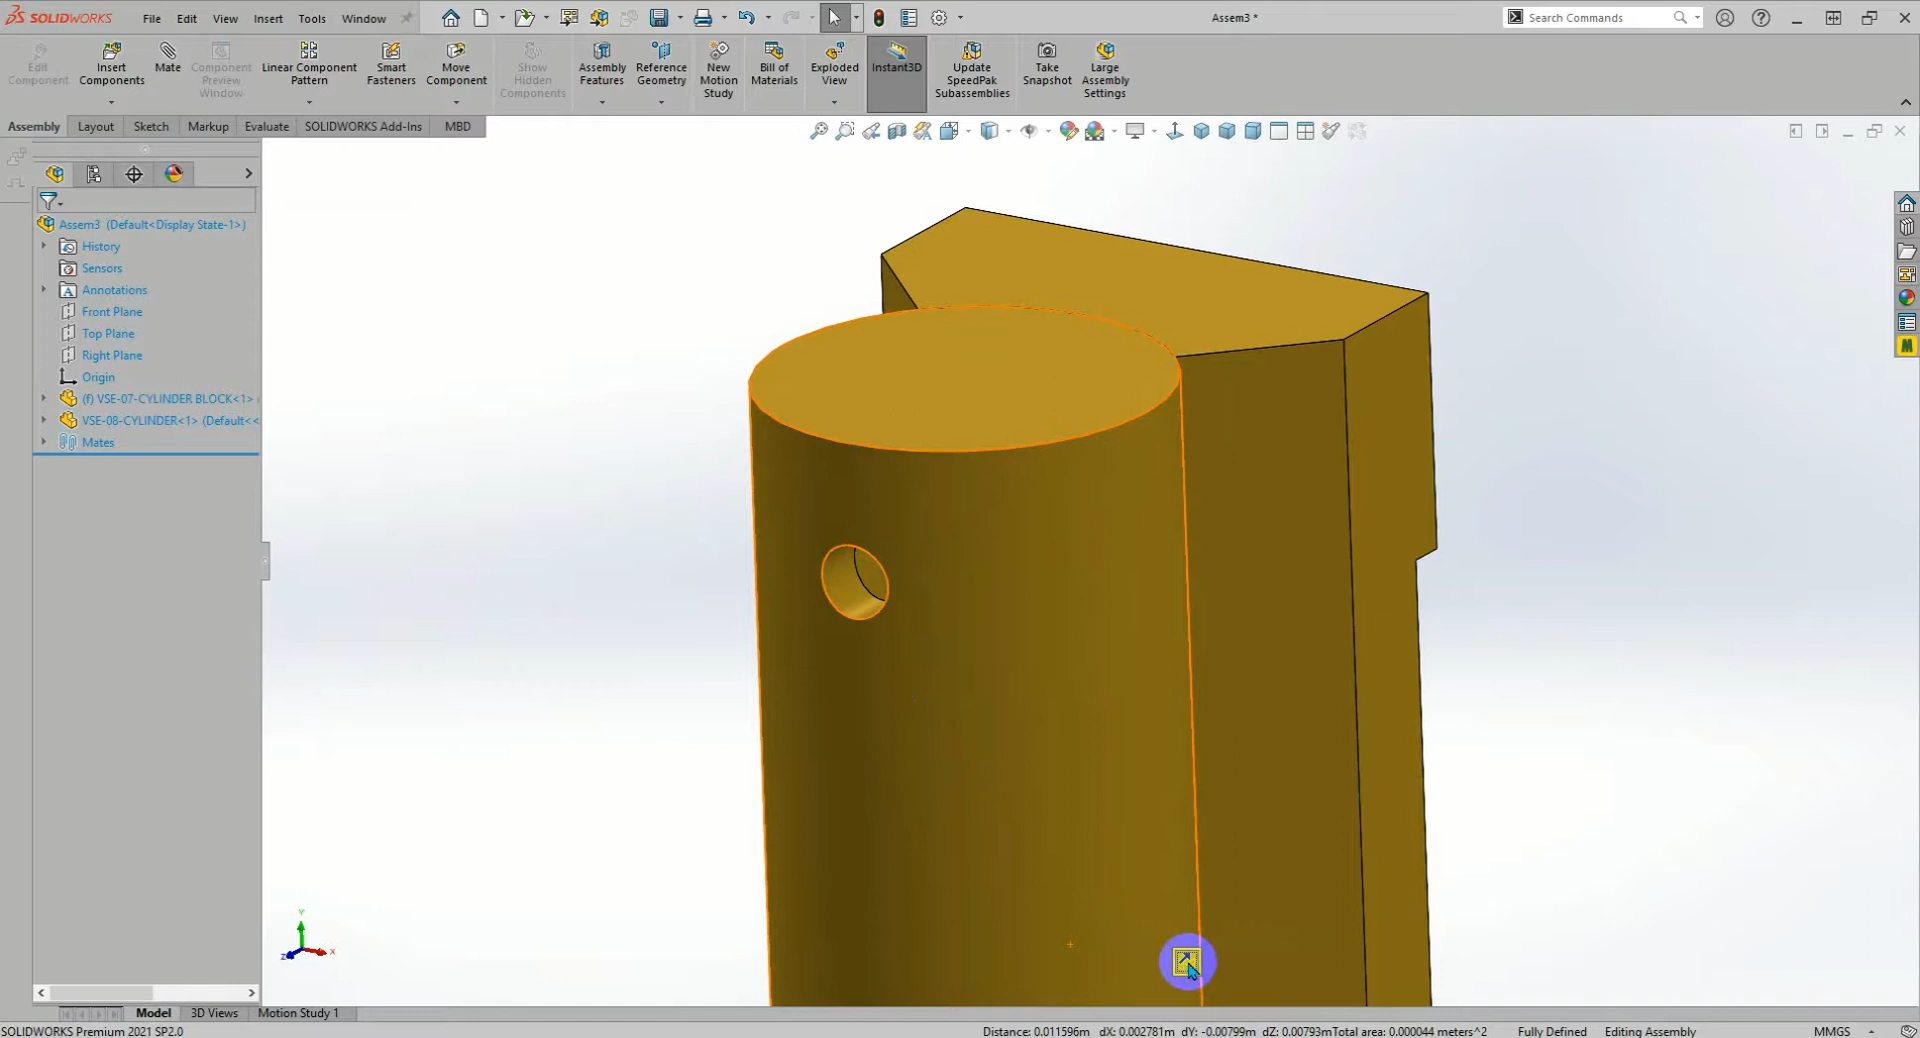 SOLIDWORKS File Edit View Insert Tools Window Assem3 * Search Commands
Edit Component
Insert Components
Mate
Component Preview Window
Linear Component Pattern
Smart Fasteners
Move Component
Show Hidden Components
Assembly Features
Reference Geometry
New Motion Study
Bill of Materials
Exploded View
Instant3D
Update SpeedPak Subassemblies
Take Snapshot
Large Assembly Settings
Assembly Layout Sketch Markup Evaluate SOLIDWORKS Add-Ins MBD
Assem3 (Default<Display State-1>)
History
Sensors
A Annotations
Front Plane
Top Plane
Right Plane
Origin
(f) VSE-07-CYLINDER BLOCK<1> (
VSE-08-CYLINDER<1> (Default<<
Mates
Y
X
Z
Model 3D Views Motion Study 1
SOLIDWORKS Premium 2021 SP2.0 Distance: 0.011596m dX: 0.002781m dY: -0.00799m dZ: 0.00793mTotal area: 0.000044 meters^2 Fully Defined Editing Assembly MMGS